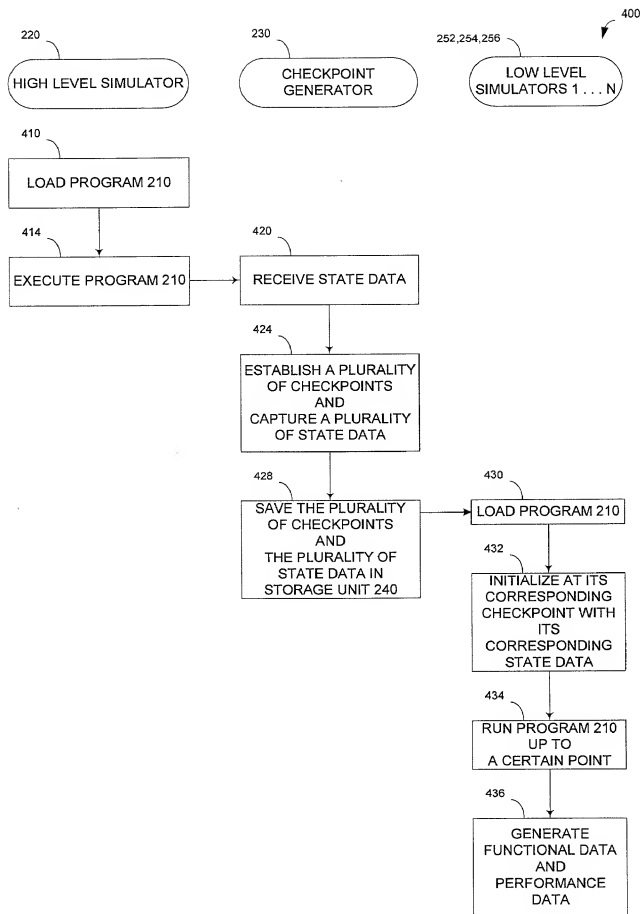 400
220
HIGH LEVEL SIMULATOR
230
CHECKPOINT
GENERATOR
252,254,256
LOW LEVEL
SIMULATORS 1 . . . N
410
LOAD PROGRAM 210
414
EXECUTE PROGRAM 210
420
RECEIVE STATE DATA
424
ESTABLISH A PLURALITY
OF CHECKPOINTS
AND
CAPTURE A PLURALITY
OF STATE DATA
428
SAVE THE PLURALITY
OF CHECKPOINTS
AND
THE PLURALITY OF
STATE DATA IN
STORAGE UNIT 240
430
LOAD PROGRAM 210
432
INITIALIZE AT ITS
CORRESPONDING
CHECKPOINT WITH
ITS
CORRESPONDING
STATE DATA
434
RUN PROGRAM 210
UP TO
A CERTAIN POINT
436
GENERATE
FUNCTIONAL DATA
AND
PERFORMANCE
DATA